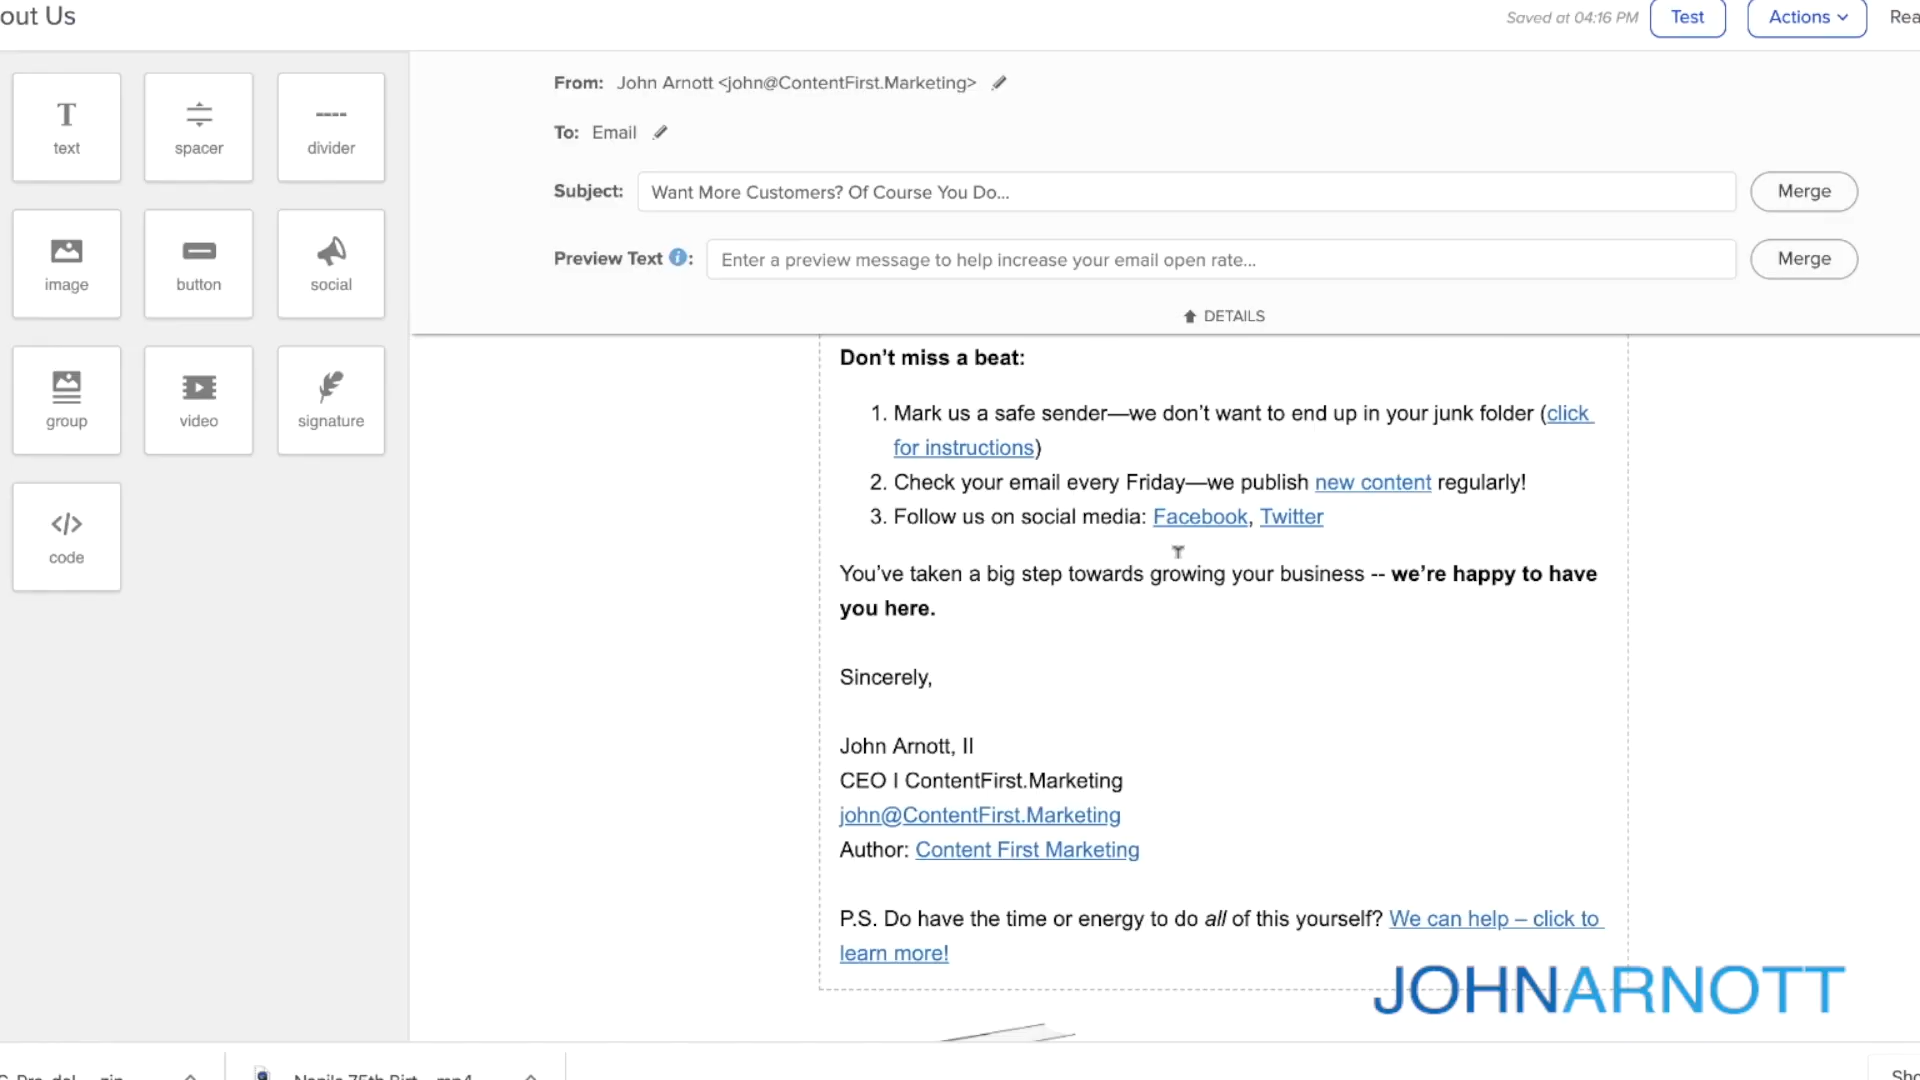 out Us
Saved at 04:16 PM
Test
Actions
Rea
T
text
spacer
divider
image
button
social
group
video
signature
</>
code
From: John Arnott <john@ContentFirst.Marketing>
To: Email
Subject: Want More Customers? Of Course You Do...
Merge
Preview Text i : Enter a preview message to help increase your email open rate...
Merge
DETAILS
Don't miss a beat:
1. Mark us a safe sender—we don't want to end up in your junk folder (click
for instructions)
2. Check your email every Friday—we publish new content regularly!
3. Follow us on social media: Facebook, Twitter
You've taken a big step towards growing your business -- we're happy to have
you here.
Sincerely,
John Arnott, II
CEO | ContentFirst.Marketing
john@ContentFirst.Marketing
Author: Content First Marketing
P.S. Do have the time or energy to do all of this yourself? We can help – click to
learn more!
JOHNARNOTT